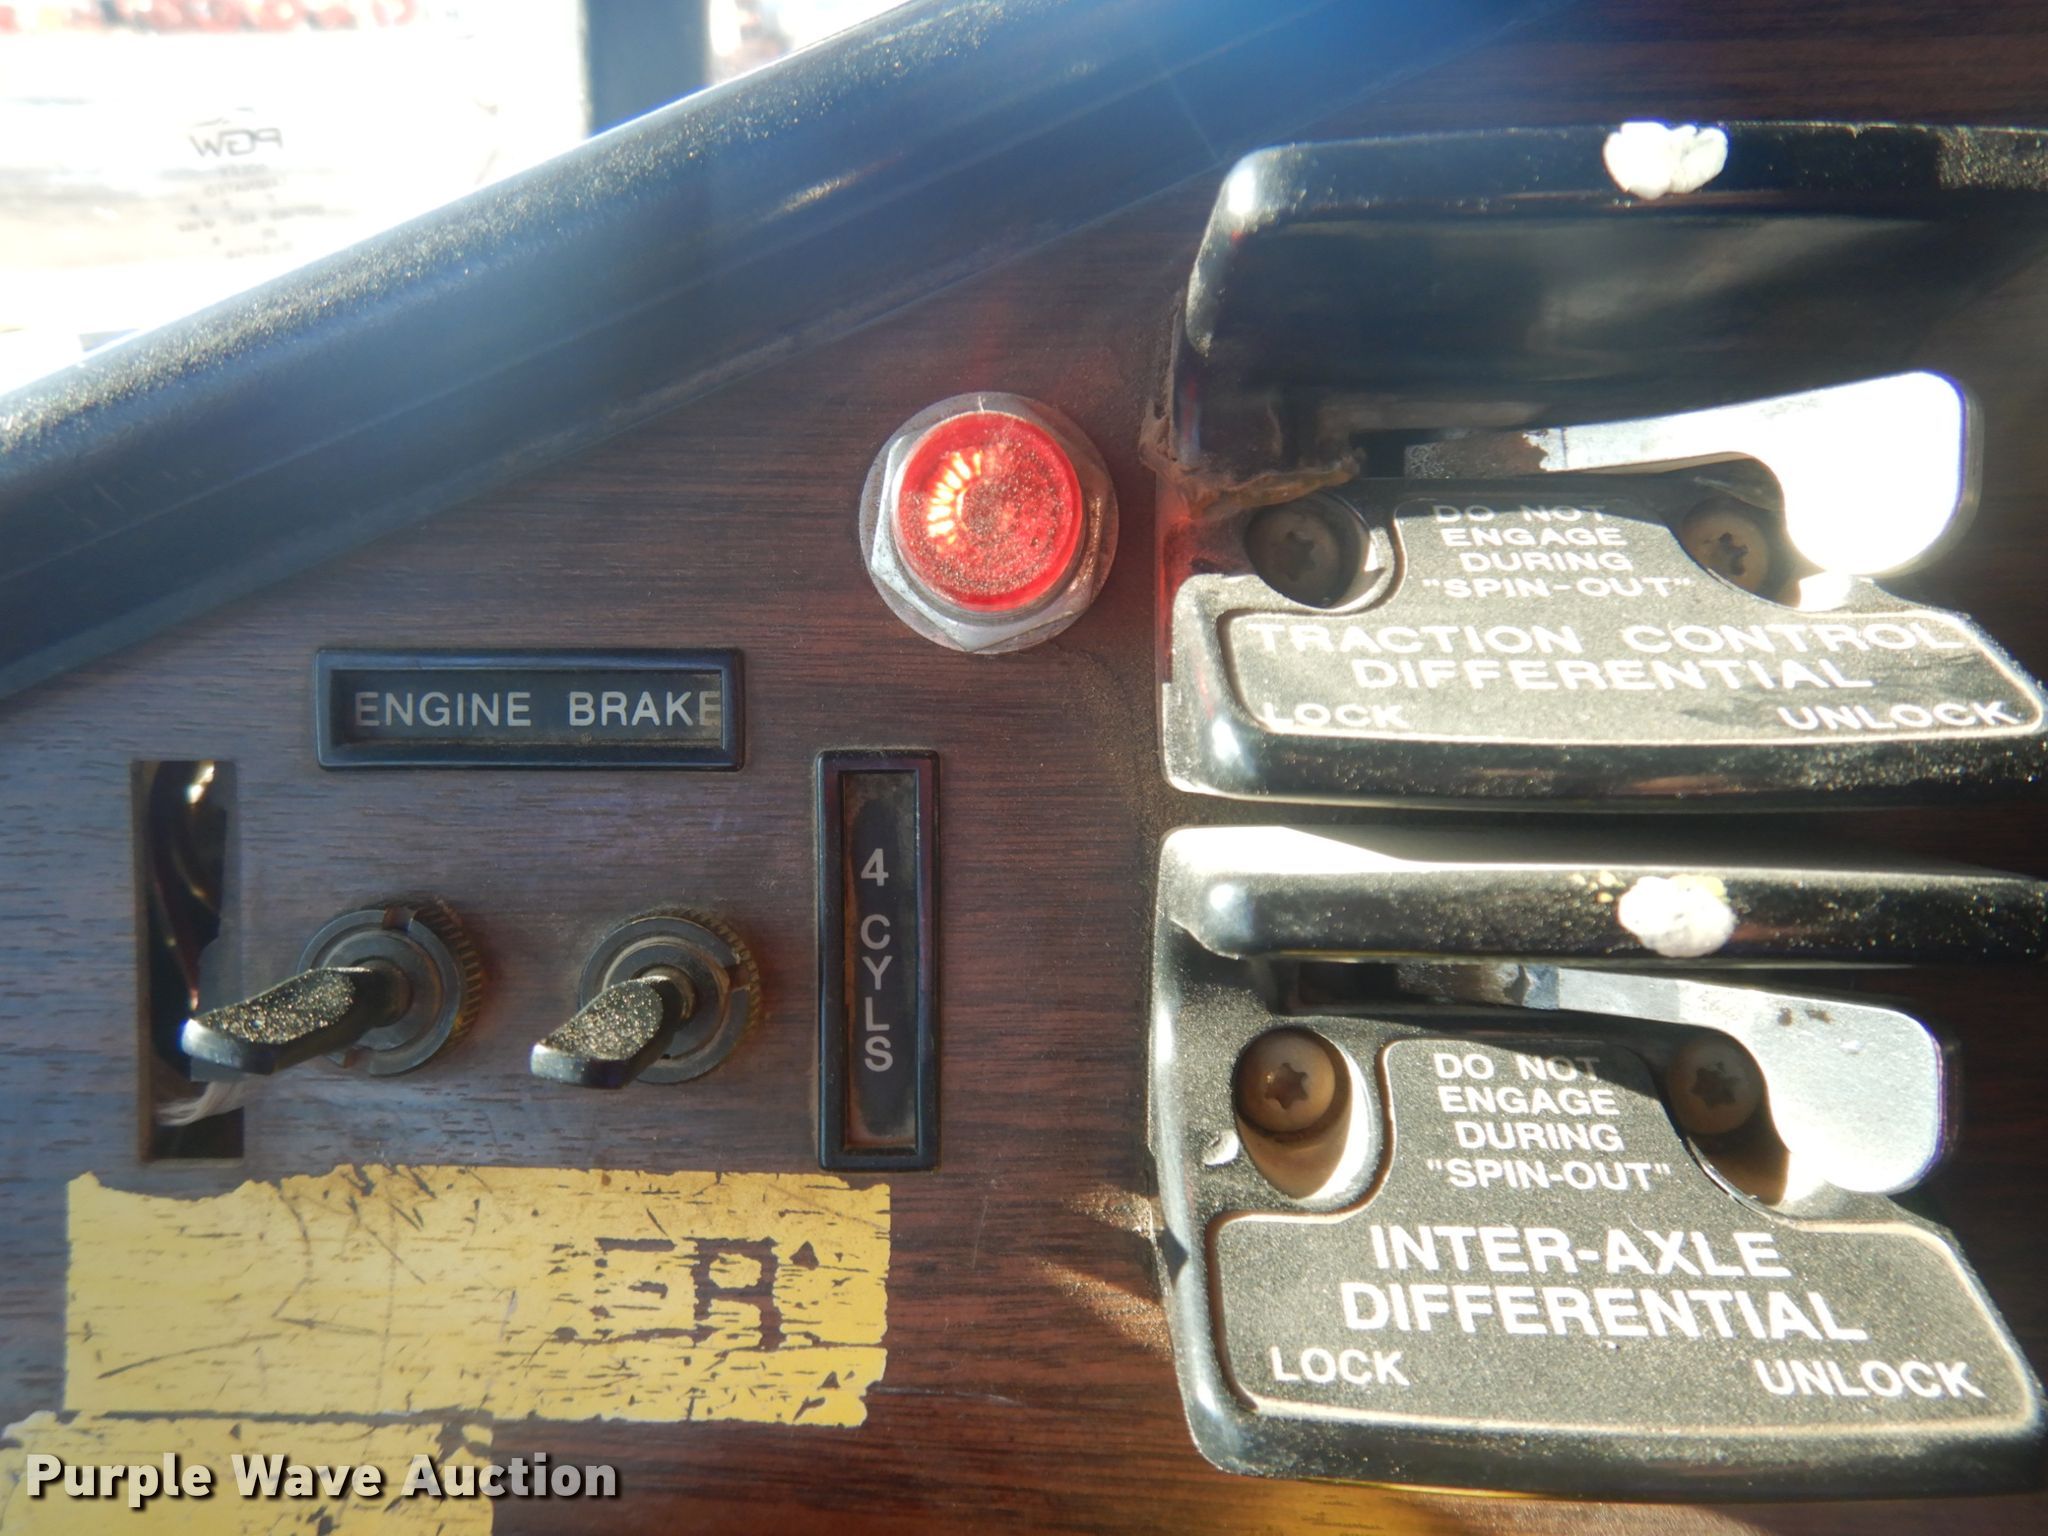 PGW
DO NOT
ENGAGE
DURING
"SPIN-OUT"
TRACTION CONTROL
DIFFERENTIAL
LOCK UNLOCK
ENGINE BRAKE
4 CYLS
DO NOT
ENGAGE
DURING
"SPIN-OUT"
INTER-AXLE
DIFFERENTIAL
LOCK UNLOCK
Purple Wave Auction